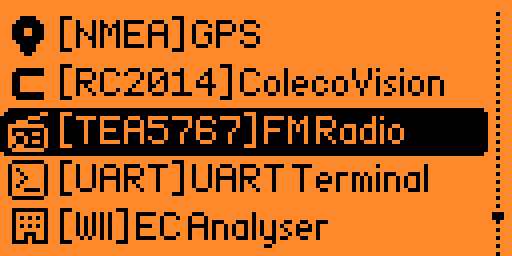 [NMEA]GPS
[RC2014]ColecoVision
[TEA5767]FM Radio
[UART]UART Terminal
[WII]EC Analyser